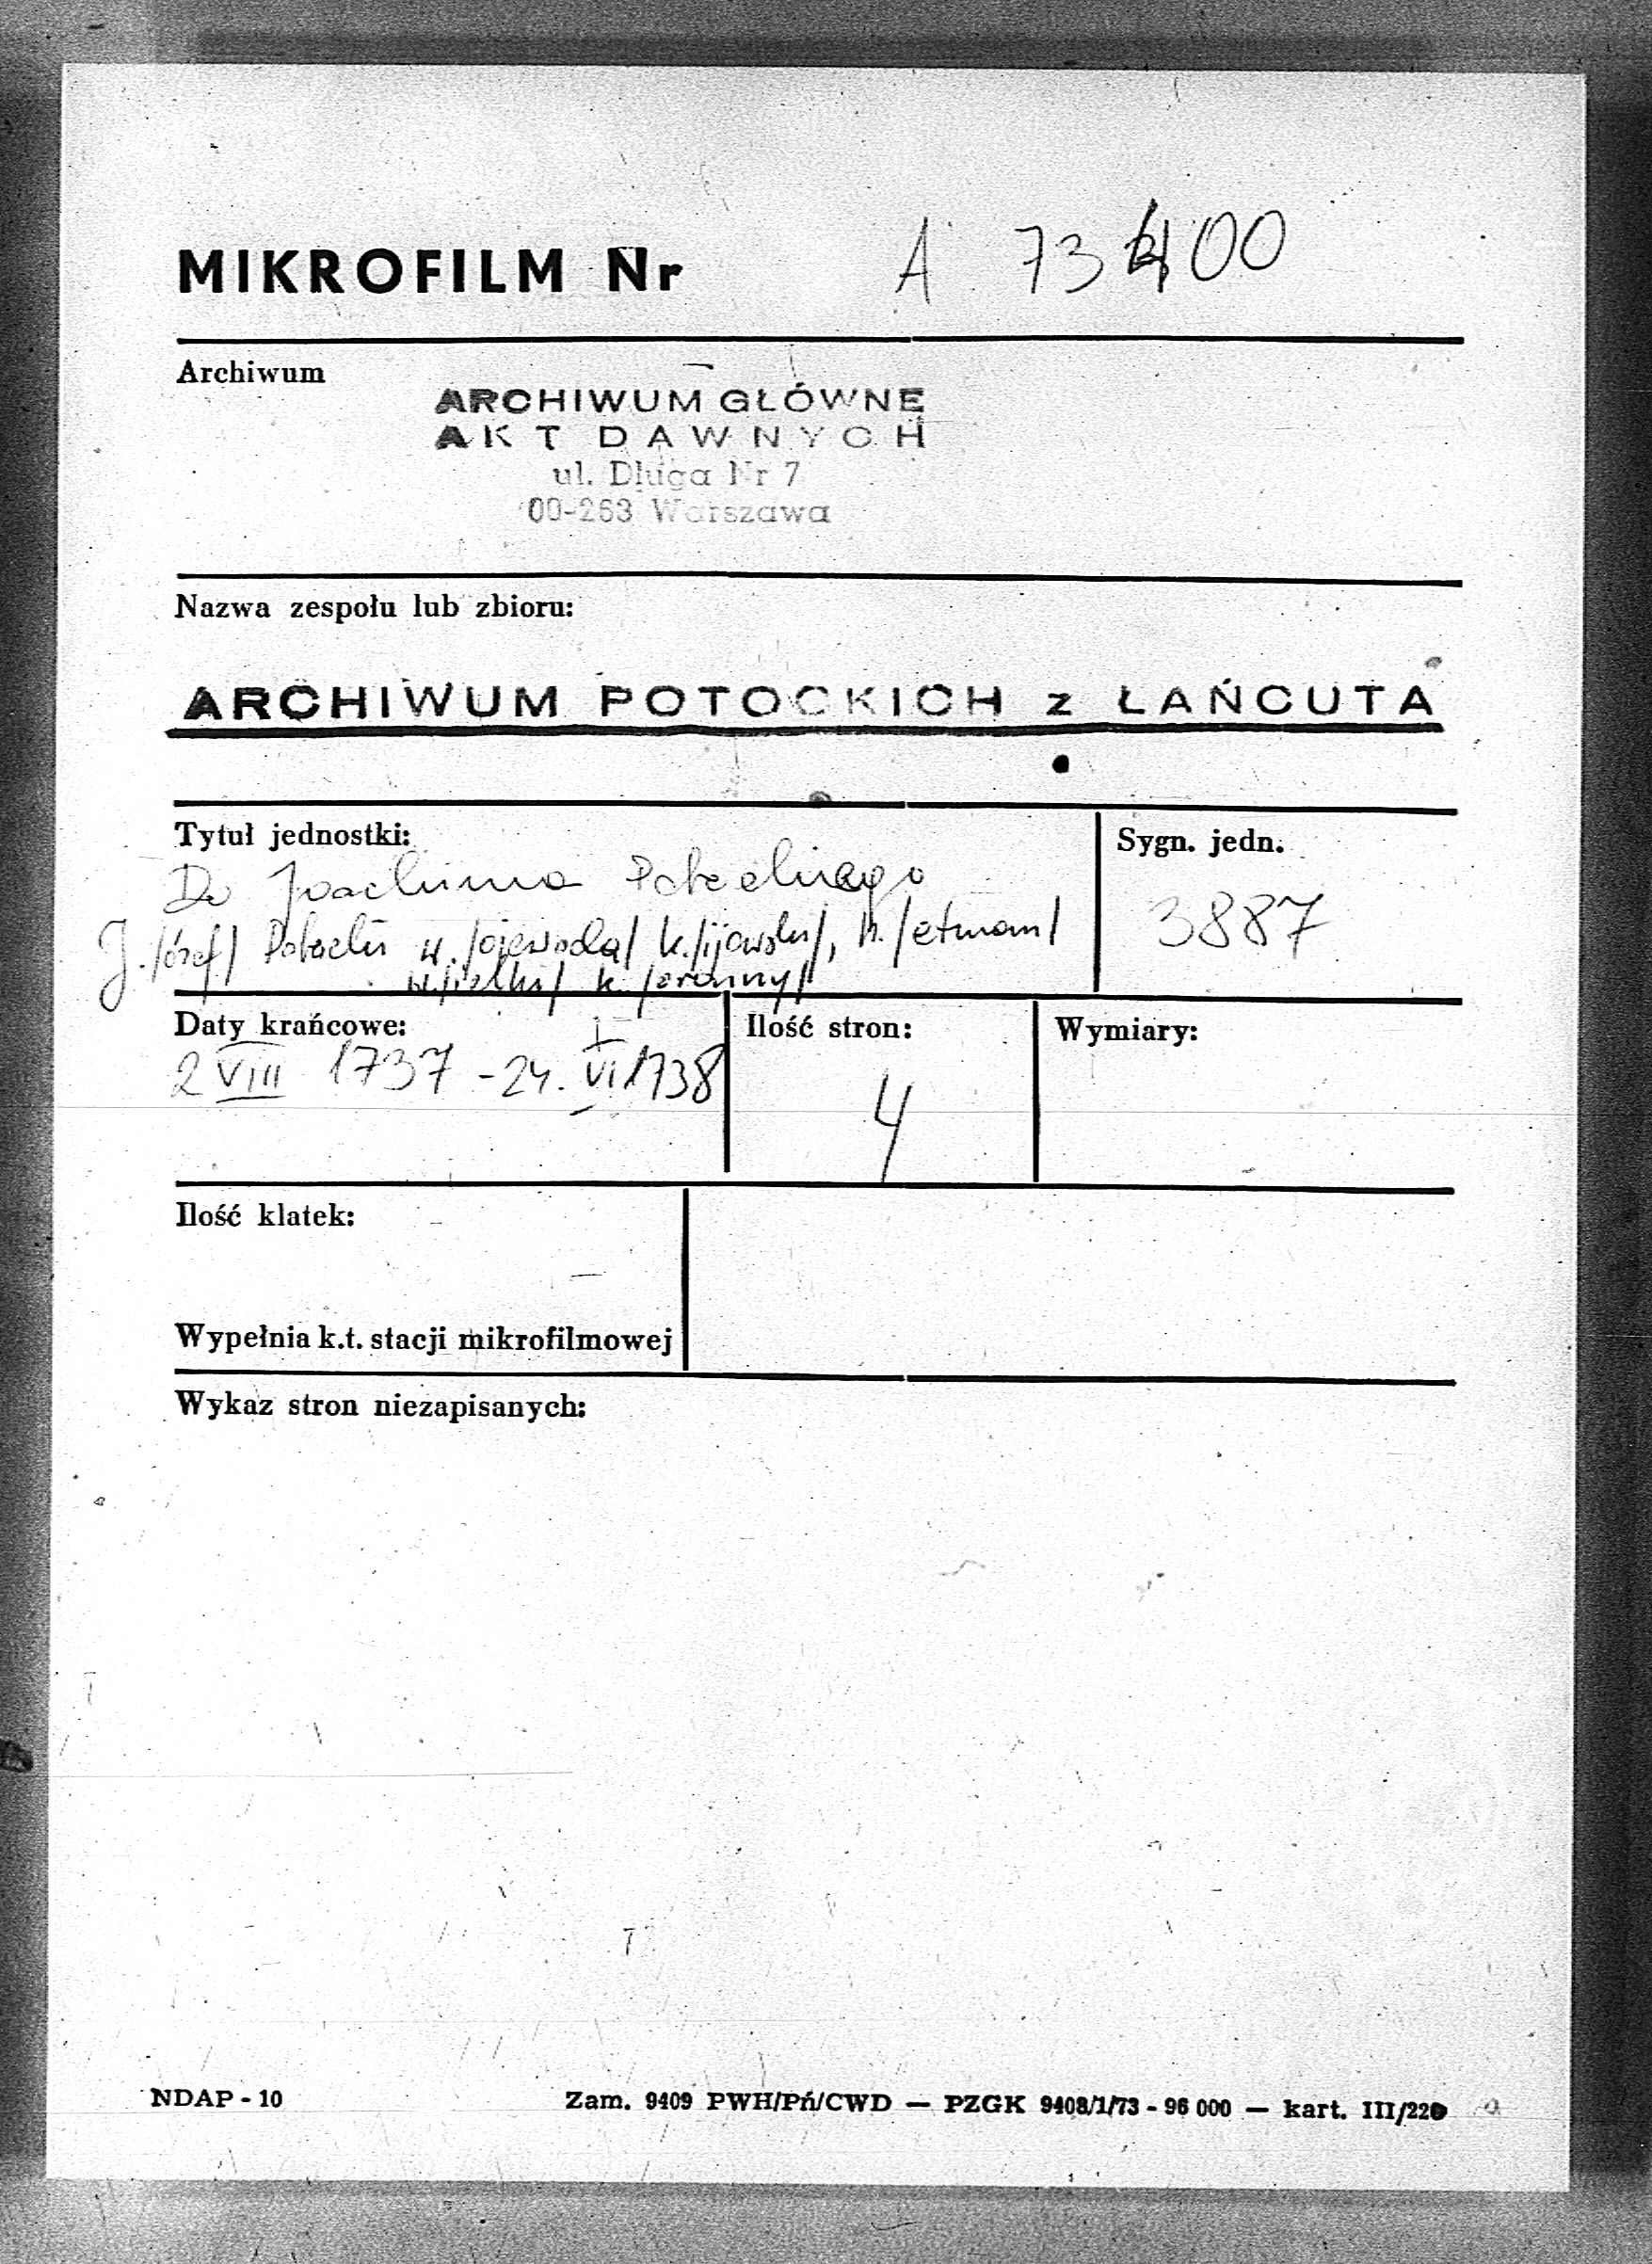 MIKROFILM Nr A 73400
Archiwum
ARCHIWUM GŁÓWNE
AKT DAWNYCH
ul. Długa Nr 7
00-263 Warszawa
Nazwa zespołu lub zbioru:
ARCHIWUM POTOCKICH z ŁAŃCUTA
Tytuł jednostki:
Do Joachima Potockiego
J./ózef/ Potocki w./ojewoda/ k./ijowski/, h./etman/
w./ielki/ k./oronny/
Sygn. jedn.
3887
Daty krańcowe:
2 VIII 1737 - 24. VI 1738
Ilość stron:
4
Wymiary:
Ilość klatek:
Wypełnia k.t. stacji mikrofilmowej
Wykaz stron niezapisanych:
NDAP - 10
Zam. 9409 PWH/Pń/CWD — PZGK 9408/1/73 - 96 000 — kart. III/220